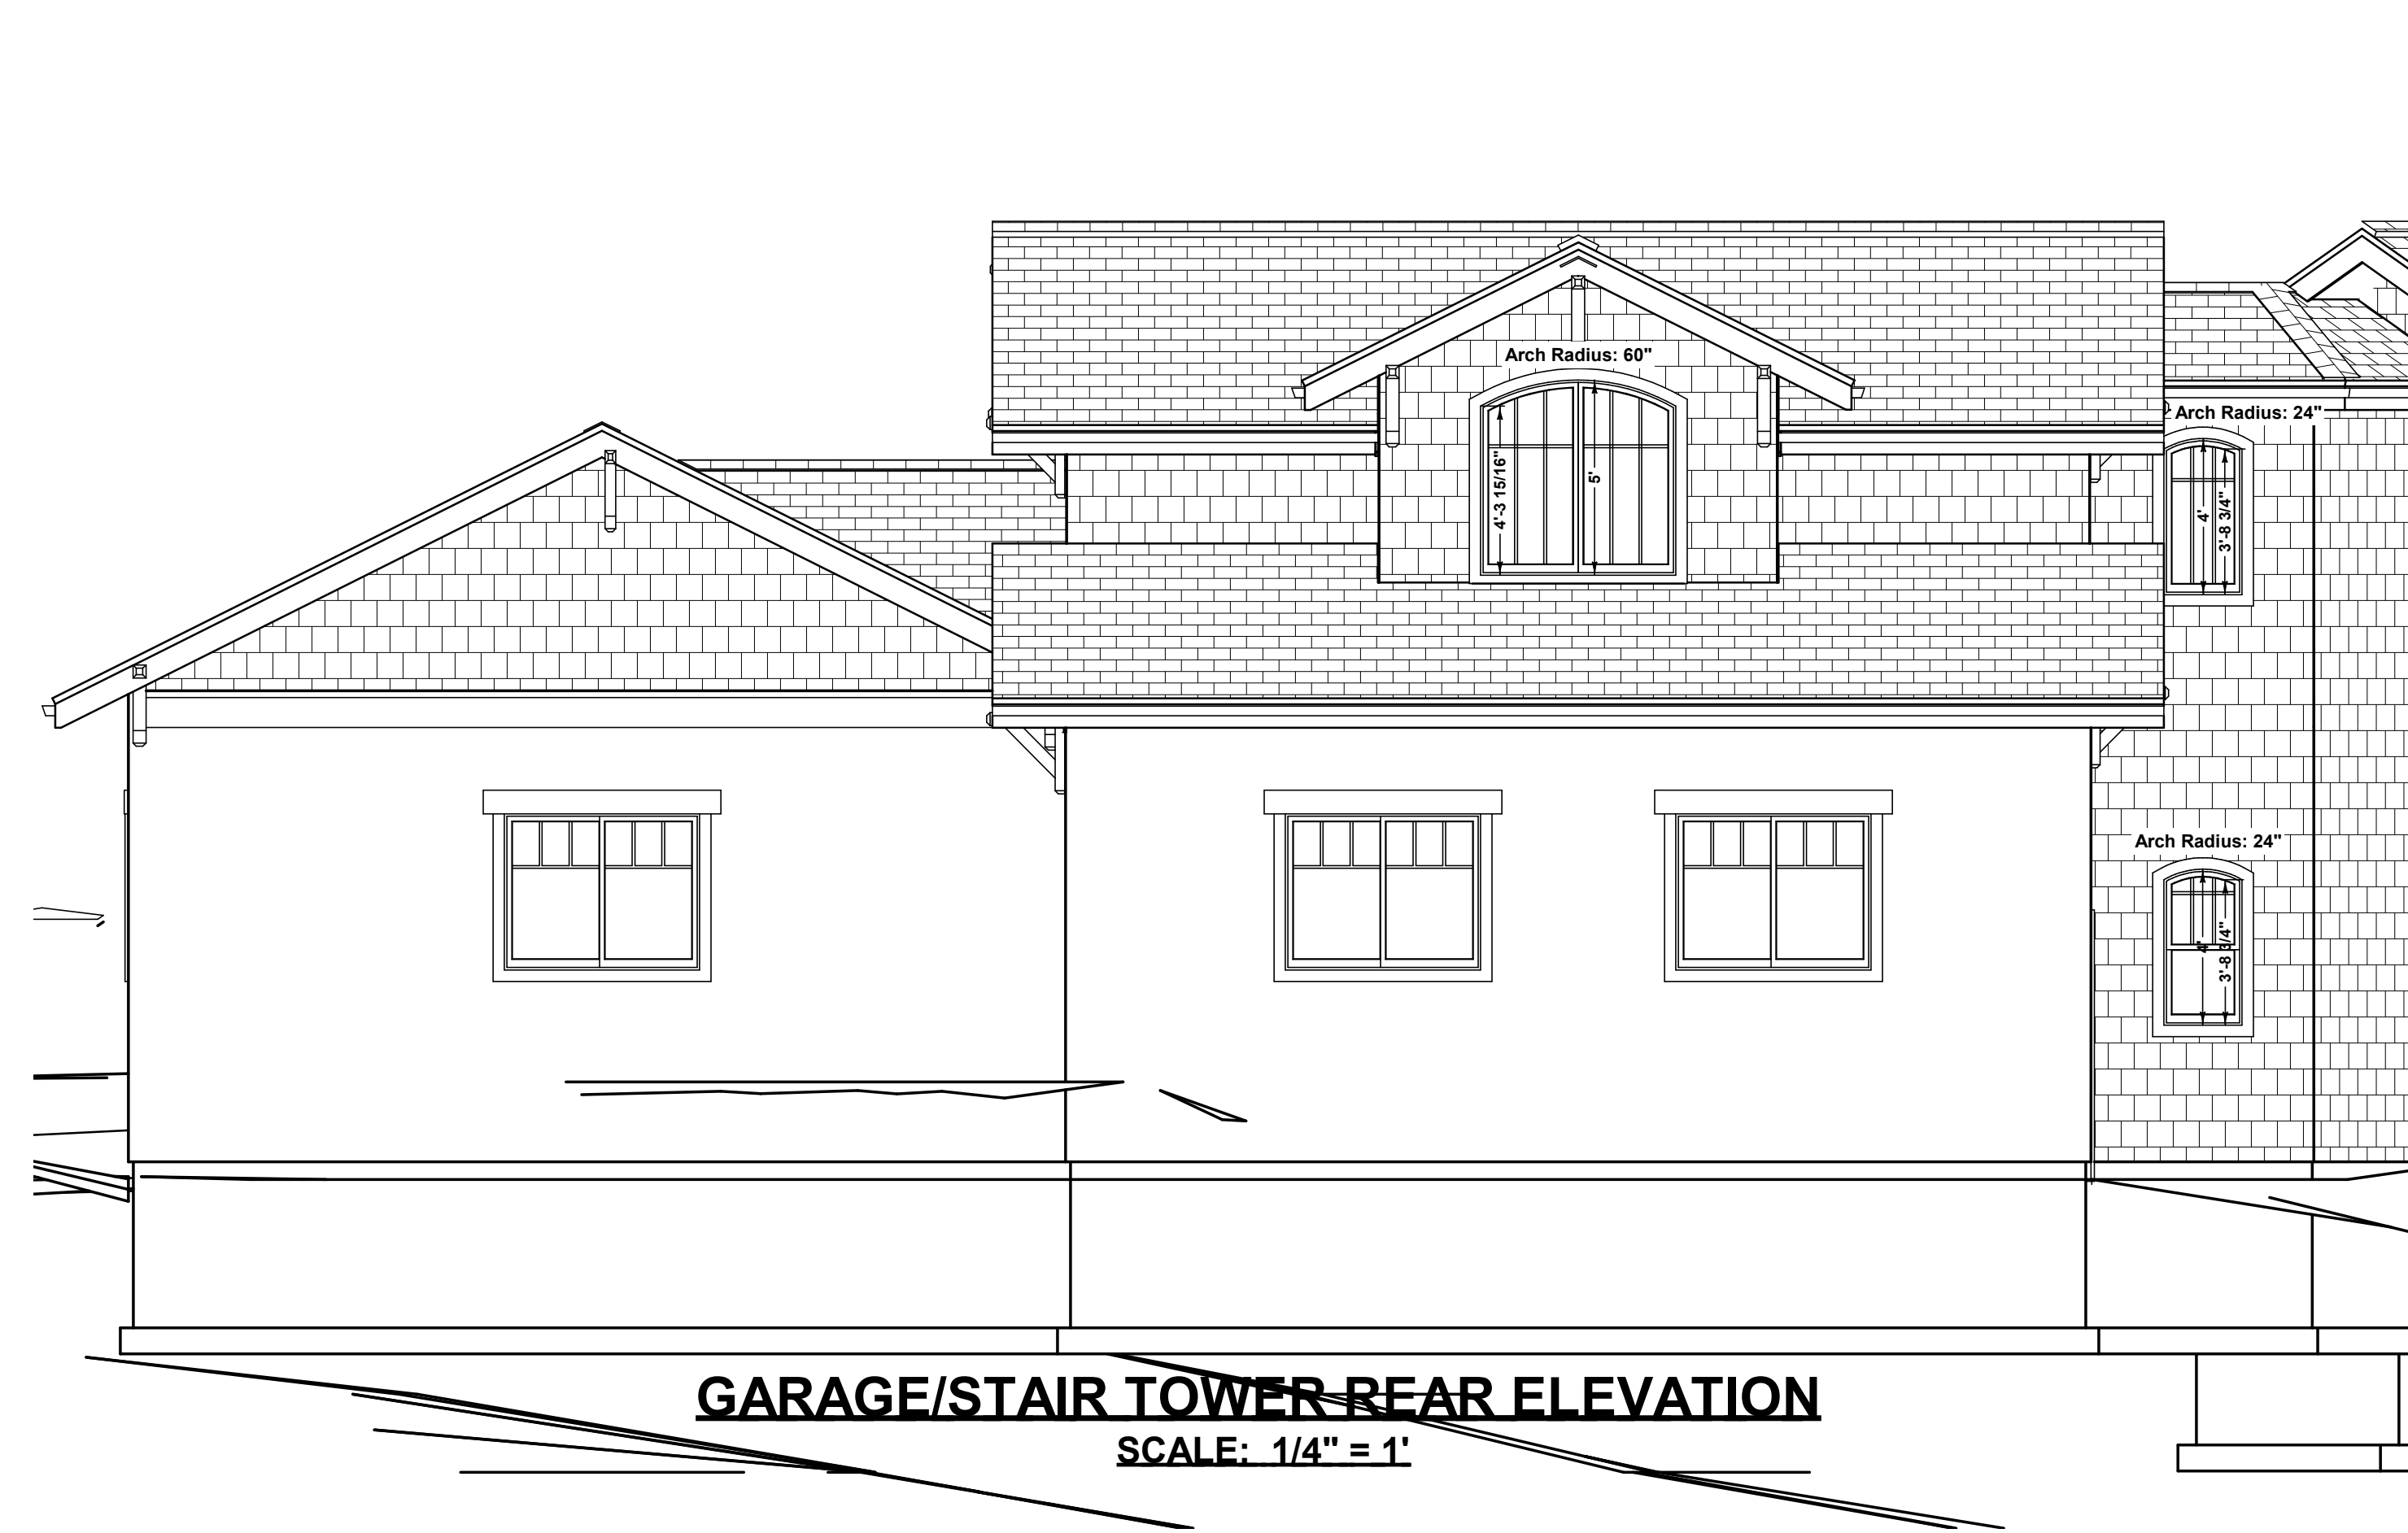 Arch Radius: 60"
4'-3 15/16"
5'
Arch Radius: 24"
4'
3'-8 3/4"
Arch Radius: 24"
4'
3'-8 3/4"
GARAGE/STAIR TOWER REAR ELEVATION
SCALE: 1/4" = 1'